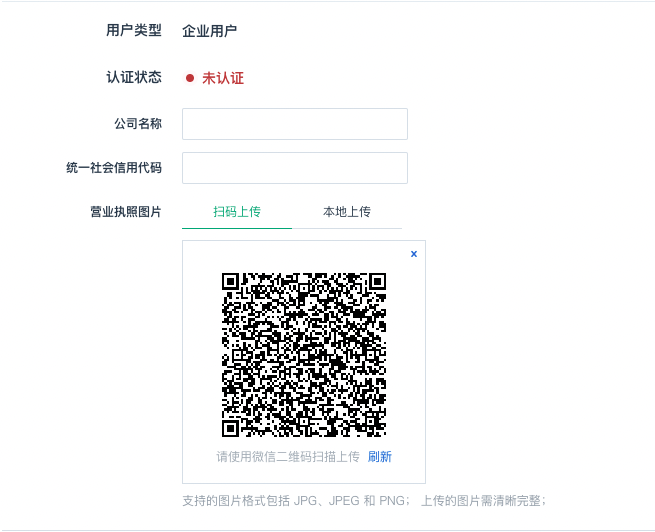 用户类型 企业用户
认证状态 未认证
公司名称
统一社会信用代码
营业执照图片 扫码上传 本地上传
x
请使用微信二维码扫描上传 刷新
支持的图片格式包括 JPG、JPEG 和 PNG； 上传的图片需清晰完整；